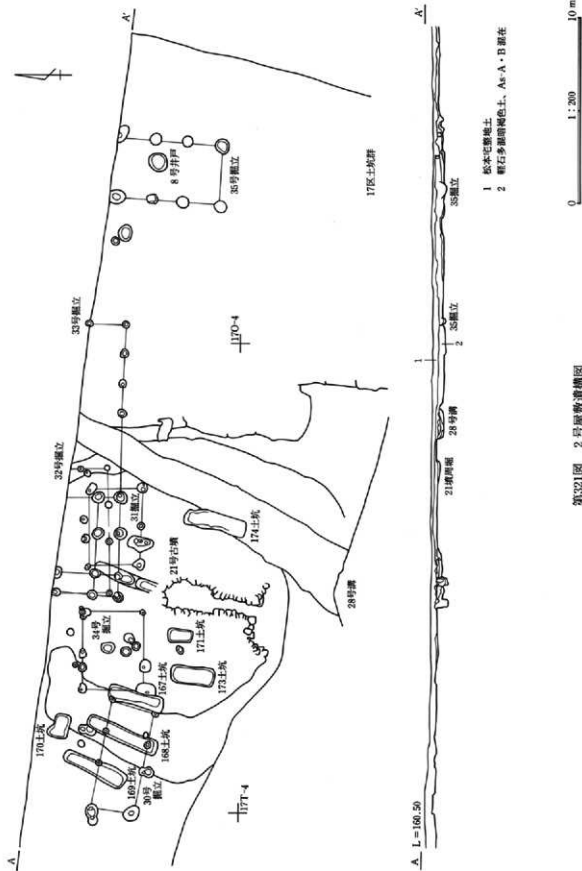 A
A'
170土坑
169土坑
30号掘立
168土坑
167土坑
34号掘立
171土坑
173土坑
21号古墳
31掘立
32号掘立
174土坑
28号溝
33号掘立
8号井戸
35号掘立
17区土坑群
17T-4
17O-4
A L=160.50
A'
21墳周堀
28号溝
35掘立
35掘立
1
2
1 松本宅整地土
2 軽石多混暗褐色土、As-A・B混在
0 1:200 10m
第321図 2号屋敷遺構図